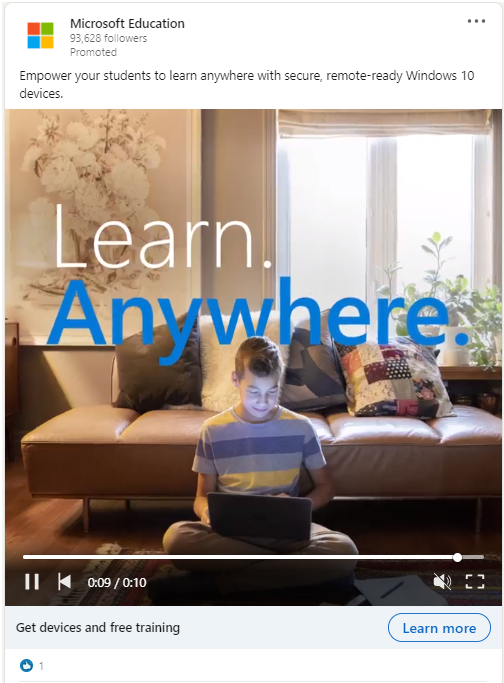 Microsoft Education
93,628 followers
Promoted
Empower your students to learn anywhere with secure, remote-ready Windows 10
devices.
Learn.
Anywhere.
0:09 / 0:10
Get devices and free training
Learn more
1